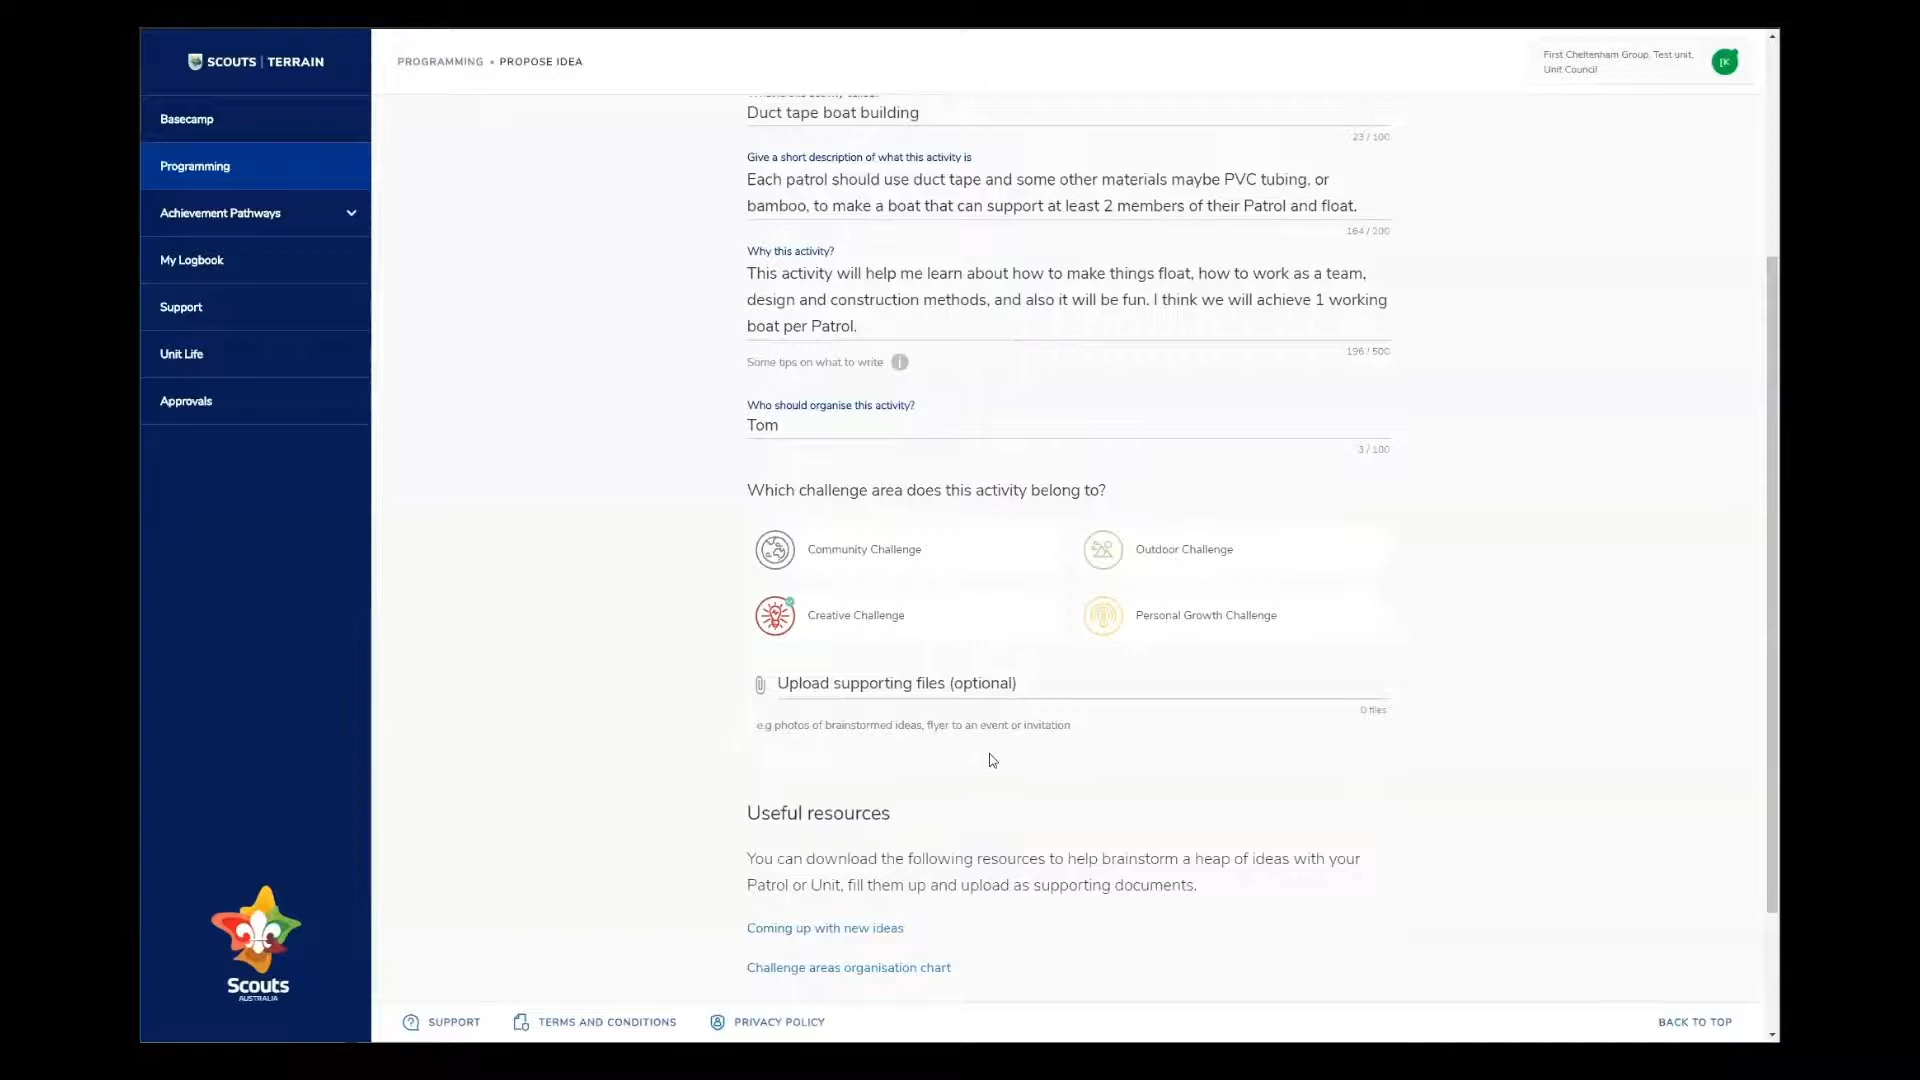 SCOUTS | TERRAIN
PROGRAMMING • PROPOSE IDEA
First Cheltenham Group, Test unit,
Unit Council
[K
Basecamp
Programming
Achievement Pathways
My Logbook
Support
Unit Life
Approvals
Scouts
AUSTRALIA
Duct tape boat building
23 / 100
Give a short description of what this activity is
Each patrol should use duct tape and some other materials maybe PVC tubing, or
bamboo, to make a boat that can support at least 2 members of their Patrol and float.
164 / 200
Why this activity?
This activity will help me learn about how to make things float, how to work as a team,
design and construction methods, and also it will be fun. I think we will achieve 1 working
boat per Patrol.
196 / 500
Some tips on what to write i
Who should organise this activity?
Tom
3 / 100
Which challenge area does this activity belong to?
Community Challenge
Outdoor Challenge
Creative Challenge
Personal Growth Challenge
Upload supporting files (optional)
0 files
e.g photos of brainstormed ideas, flyer to an event or invitation
Useful resources
You can download the following resources to help brainstorm a heap of ideas with your
Patrol or Unit, fill them up and upload as supporting documents.
Coming up with new ideas
Challenge areas organisation chart
SUPPORT
TERMS AND CONDITIONS
PRIVACY POLICY
BACK TO TOP